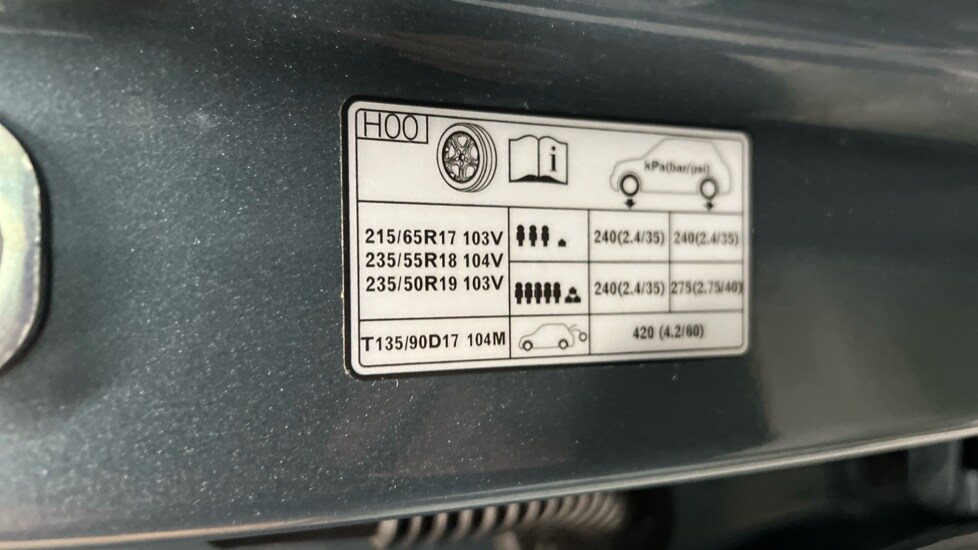 H00
i
kPa(bar/psi)
215/65R17 103V
235/55R18 104V
235/50R19 103V
240(2.4/35) 240(2.4/35)
240(2.4/35) 275(2.75/40)
T135/90D17 104M
420 (4.2/60)